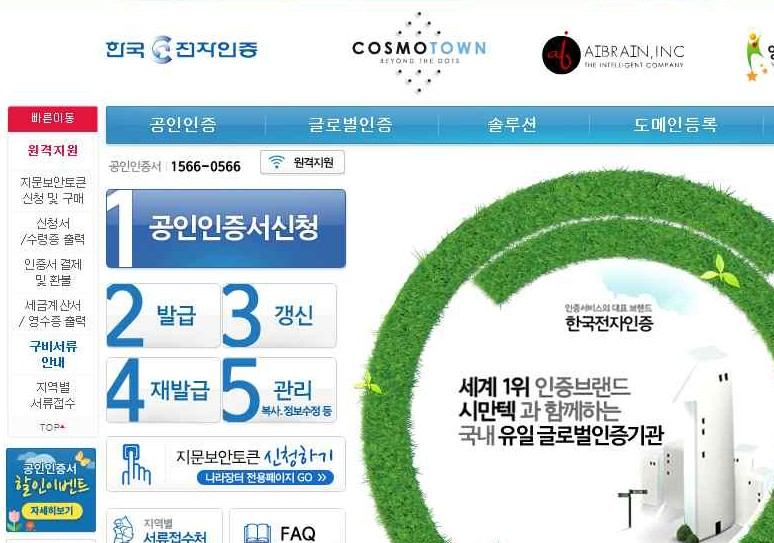 한국 전자인증
COSMOTOWN
BEYOND THE DOTS
AIBRAIN, INC
THE INTELLIGENT COMPANY
빠른이동
공인인증
글로벌인증
솔루션
도메인등록
원격지원
지문보안토큰
신청 및 구매
신청서
/수령증 출력
인증서 결제
및 환불
세금계산서
/ 영수증 출력
구비서류
안내
지역별
서류접수
TOP
공인인증서
할인이벤트
자세히보기
공인인증서 1566-0566
원격지원
1 공인인증서신청
2 발급
3 갱신
4 재발급
5 관리
복사. 정보수정 등
지문보안토큰 신청하기
나라장터 전용페이지 GO »
지역별
서류접수처
FAQ
인증서비스의 대표 브랜드
한국전자인증
세계 1위 인증브랜드
시만텍 과 함께하는
국내 유일 글로벌인증기관